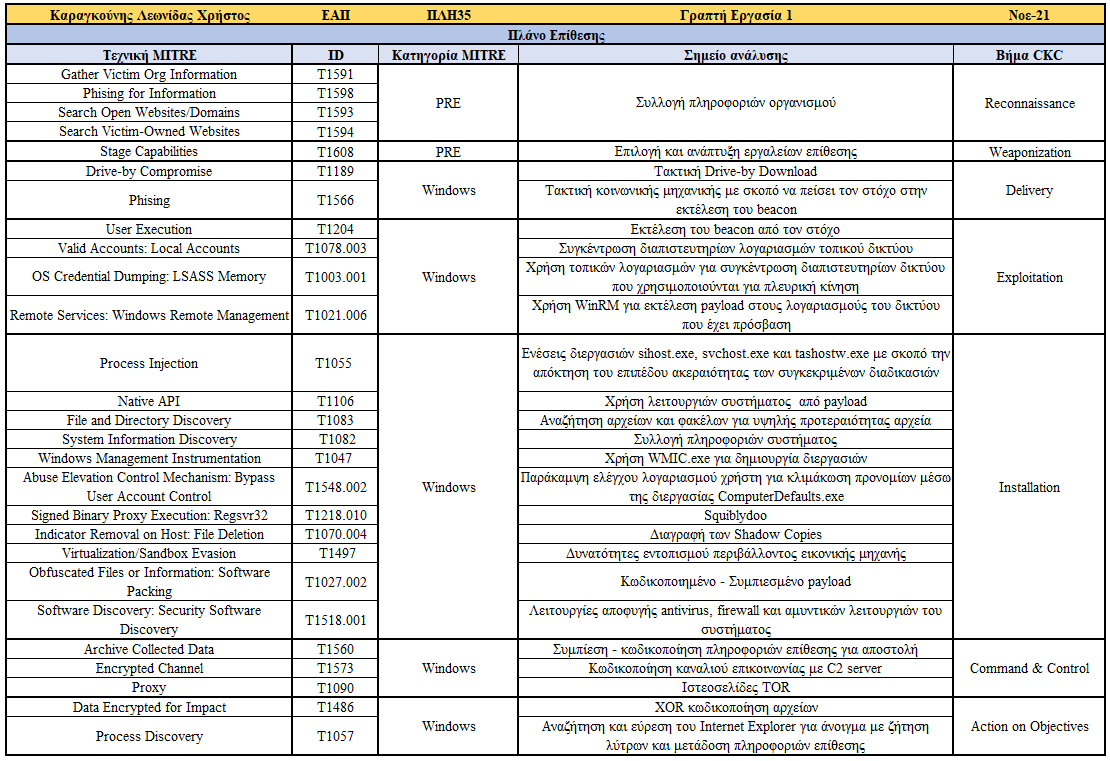 Καραγκούνης Λεωνίδας Χρήστος ΕΑΠ ΠΛΗ35 Γραπτή Εργασία 1 Νοε-21
Πλάνο Επίθεσης
Τεχνική MITRE ID Κατηγορία MITRE Σημείο ανάλυσης Βήμα CKC
Gather Victim Org Information T1591
Phising for Information T1598
Search Open Websites/Domains T1593
Search Victim-Owned Websites T1594
PRE Συλλογή πληροφοριών οργανισμού Reconnaissance
Stage Capabilities T1608 PRE Επιλογή και ανάπτυξη εργαλείων επίθεσης Weaponization
Drive-by Compromise T1189 Windows Τακτική Drive-by Download Delivery
Phising T1566 Τακτική κοινωνικής μηχανικής με σκοπό να πείσει τον στόχο στην
εκτέλεση του beacon
User Execution T1204 Windows Εκτέλεση του beacon από τον στόχο Exploitation
Valid Accounts: Local Accounts T1078.003 Συγκέντρωση διαπιστευτηρίων λογαριασμών τοπικού δικτύου
OS Credential Dumping: LSASS Memory T1003.001 Χρήση τοπικών λογαριασμών για συγκέντρωση διαπιστευτηρίων δικτύου
που χρησιμοποιούνται για πλευρική κίνηση
Remote Services: Windows Remote Management T1021.006 Χρήση WinRM για εκτέλεση payload στους λογαριασμούς του δικτύου
που έχει πρόσβαση
Process Injection T1055 Windows Ενέσεις διεργασιών sihost.exe, svchost.exe και tashostw.exe με σκοπό την
απόκτηση του επιπέδου ακεραιότητας των συγκεκριμένων διαδικασιών
Installation
Native API T1106 Χρήση λειτουργιών συστήματος από payload
File and Directory Discovery T1083 Αναζήτηση αρχείων και φακέλων για υψηλής προτεραιότητας αρχεία
System Information Discovery T1082 Συλλογή πληροφοριών συστήματος
Windows Management Instrumentation T1047 Χρήση WMIC.exe για δημιουργία διεργασιών
Abuse Elevation Control Mechanism: Bypass
User Account Control T1548.002 Παράκαμψη ελέγχου λογαριασμού χρήστη για κλιμάκωση προνομίων μέσω
της διεργασίας ComputerDefaults.exe
Signed Binary Proxy Execution: Regsvr32 T1218.010 Squiblydoo
Indicator Removal on Host: File Deletion T1070.004 Διαγραφή των Shadow Copies
Virtualization/Sandbox Evasion T1497 Δυνατότητες εντοπισμού περιβάλλοντος εικονικής μηχανής
Obfuscated Files or Information: Software
Packing T1027.002 Κωδικοποιημένο - Συμπιεσμένο payload
Software Discovery: Security Software
Discovery T1518.001 Λειτουργίες αποφυγής antivirus, firewall και αμυντικών λειτουργιών του
συστήματος
Archive Collected Data T1560 Συμπίεση - κωδικοποίηση πληροφοριών επίθεσης για αποστολή
Encrypted Channel T1573 Windows Κωδικοποίηση καναλιού επικοινωνίας με C2 server Command & Control
Proxy T1090 Ιστεοσελίδες TOR
Data Encrypted for Impact T1486 Windows XOR κωδικοποίηση αρχείων Action on Objectives
Process Discovery T1057 Αναζήτηση και εύρεση του Internet Explorer για άνοιγμα με ζήτηση
λύτρων και μετάδοση πληροφοριών επίθεσης